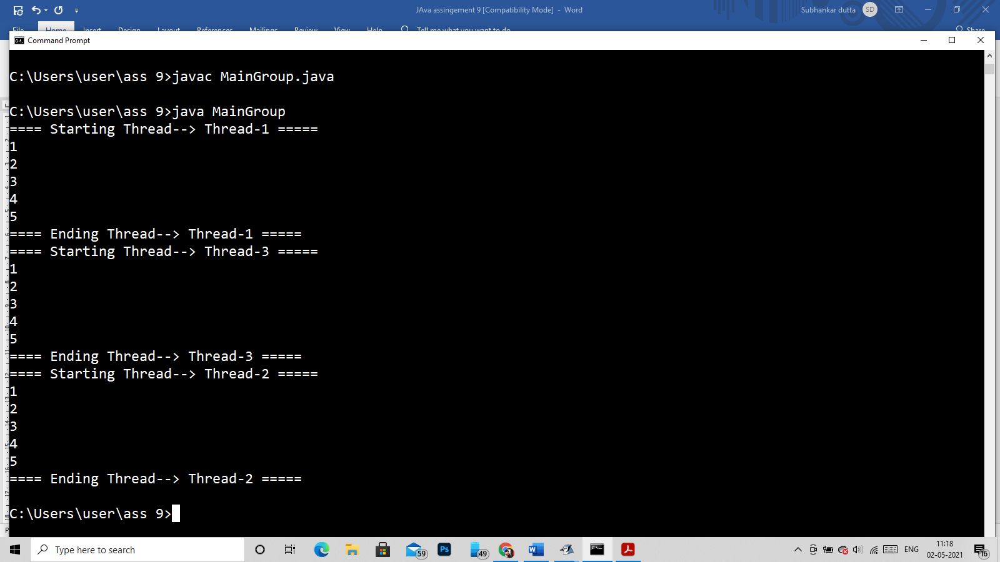 JAva assingement 9 [Compatibility Mode] - Word
Subhankar dutta
SD
File Home Insert Design Layout References Mailings Review View Help Tell me what you want to do Share
Command Prompt
C:\Users\user\ass 9>javac MainGroup.java
C:\Users\user\ass 9>java MainGroup
==== Starting Thread--> Thread-1 =====
1
2
3
4
5
==== Ending Thread--> Thread-1 =====
==== Starting Thread--> Thread-3 =====
1
2
3
4
5
==== Ending Thread--> Thread-3 =====
==== Starting Thread--> Thread-2 =====
1
2
3
4
5
==== Ending Thread--> Thread-2 =====
C:\Users\user\ass 9>
Type here to search
59
Ps
49
W
ENG
11:18
02-05-2021
16